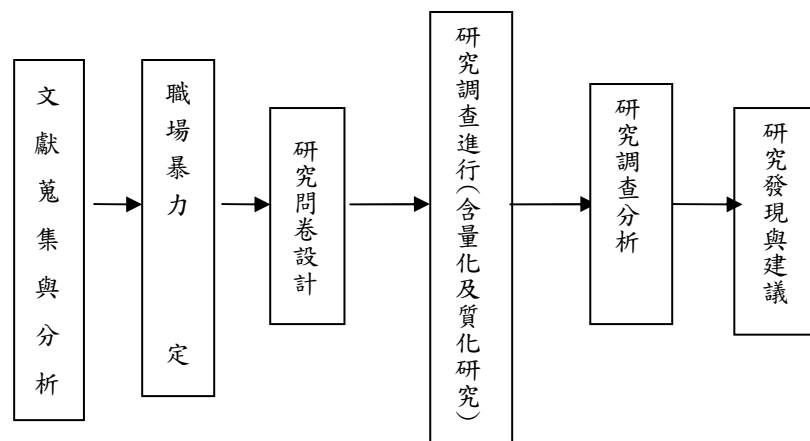 文獻蒐集與分析
職場暴力 定
研究問卷設計
研究調查進行(含量化及質化研究)
研究調查分析
研究發現與建議